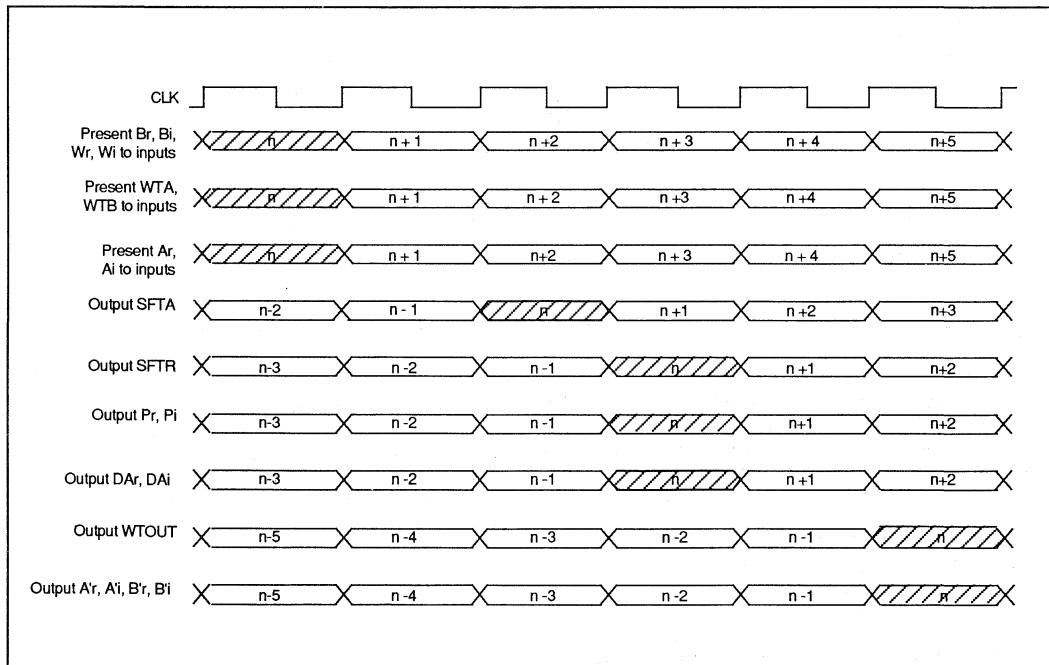 CLK
Present Br, Bi,
Wr, Wi to inputs
n n + 1 n+2 n + 3 n + 4 n+5
Present WTA,
WTB to inputs
n n + 1 n + 2 n+3 n+4 n+5
Present Ar,
Ai to inputs
n n + 1 n+2 n + 3 n + 4 n+5
Output SFTA n-2 n - 1 n n+1 n+2 n+3
Output SFTR n-3 n -2 n -1 n n +1 n+2
Output Pr, Pi n-3 n -2 n -1 n n+1 n+2
Output DAr, DAi n-3 n -2 n -1 n n+1 n+2
Output WTOUT n-5 n -4 n -3 n -2 n -1 n
Output A'r, A'i, B'r, B'i n-5 n -4 n -3 n -2 n -1 n